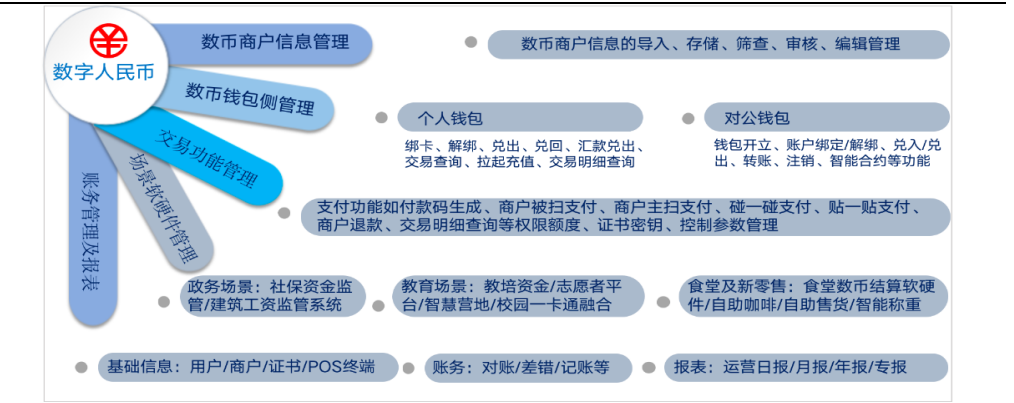 数字人民币
数币商户信息管理
数币商户信息的导入、存储、筛查、审核、编辑管理
数币钱包侧管理
个人钱包
绑卡、解绑、兑出、兑回、汇款兑出、
交易查询、拉起充值、交易明细查询
对公钱包
钱包开立、账户绑定/解绑、兑入/兑
出、转账、注销、智能合约等功能
交易功能管理
支付功能如付款码生成、商户被扫支付、商户主扫支付、碰一碰支付、贴一贴支付、
商户退款、交易明细查询等权限额度、证书密钥、控制参数管理
场景软硬件管理
政务场景：社保资金监
管/建筑工资监管系统
教育场景：教培资金/志愿者平
台/智慧营地/校园一卡通融合
食堂及新零售：食堂数币结算软硬
件/自助咖啡/自助售货/智能称重
账务管理及报表
基础信息：用户/商户/证书/POS终端
账务：对账/差错/记账等
报表：运营日报/月报/年报/专报